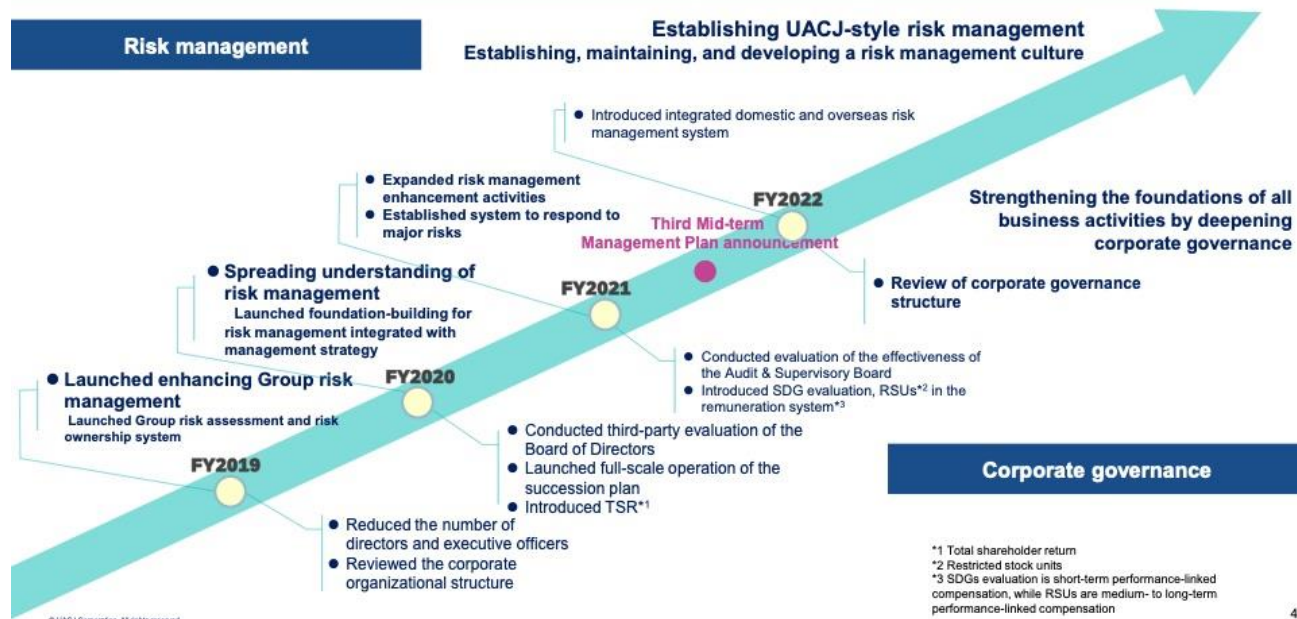 Risk management
Establishing UACJ-style risk management
Establishing, maintaining, and developing a risk management culture
● Introduced integrated domestic and overseas risk
management system
● Expanded risk management
enhancement activities
● Established system to respond to
major risks
FY2022
Third Mid-term
Management Plan announcement
Strengthening the foundations of all
business activities by deepening
corporate governance
● Spreading understanding of
risk management
Launched foundation-building for
risk management integrated with
management strategy
FY2021
● Review of corporate governance
structure
● Launched enhancing Group risk
management
Launched Group risk assessment and risk
ownership system
FY2020
● Conducted evaluation of the effectiveness of
the Audit & Supervisory Board
● Introduced SDG evaluation, RSUs*2 in the
remuneration system*3
FY2019
● Conducted third-party evaluation of the
Board of Directors
● Launched full-scale operation of the
succession plan
● Introduced TSR*1
Corporate governance
● Reduced the number of
directors and executive officers
● Reviewed the corporate
organizational structure
*1 Total shareholder return
*2 Restricted stock units
*3 SDGs evaluation is short-term performance-linked
compensation, while RSUs are medium- to long-term
performance-linked compensation
4